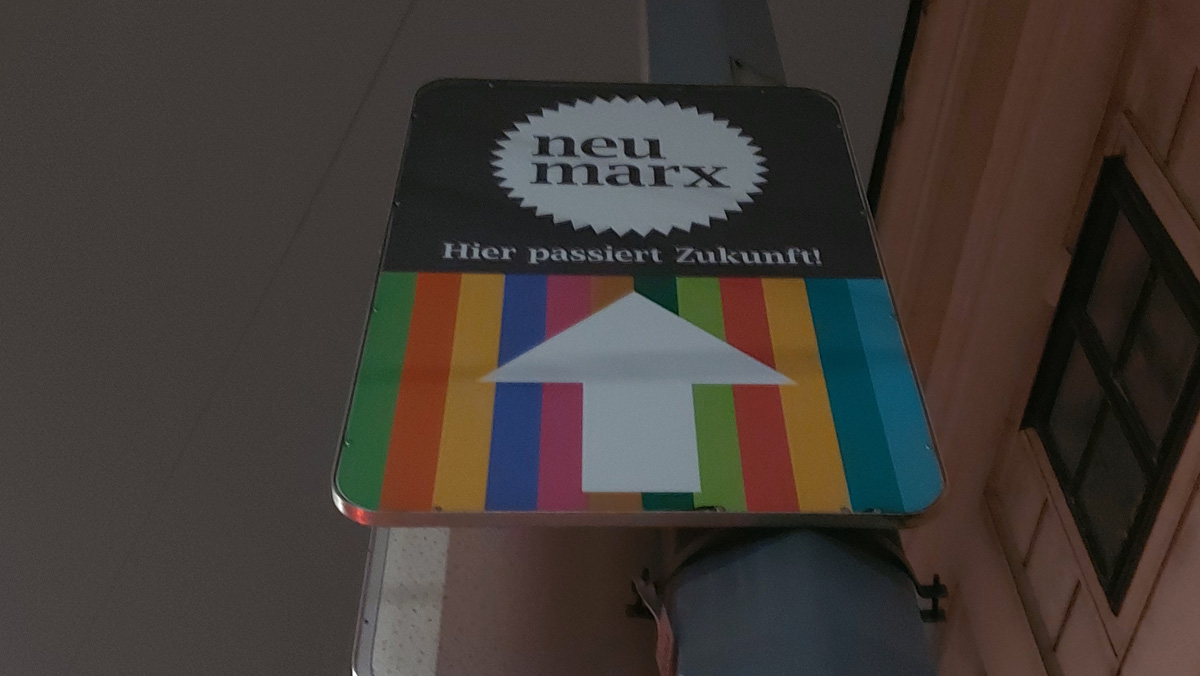 neu
marx
Hier passiert Zukunft!